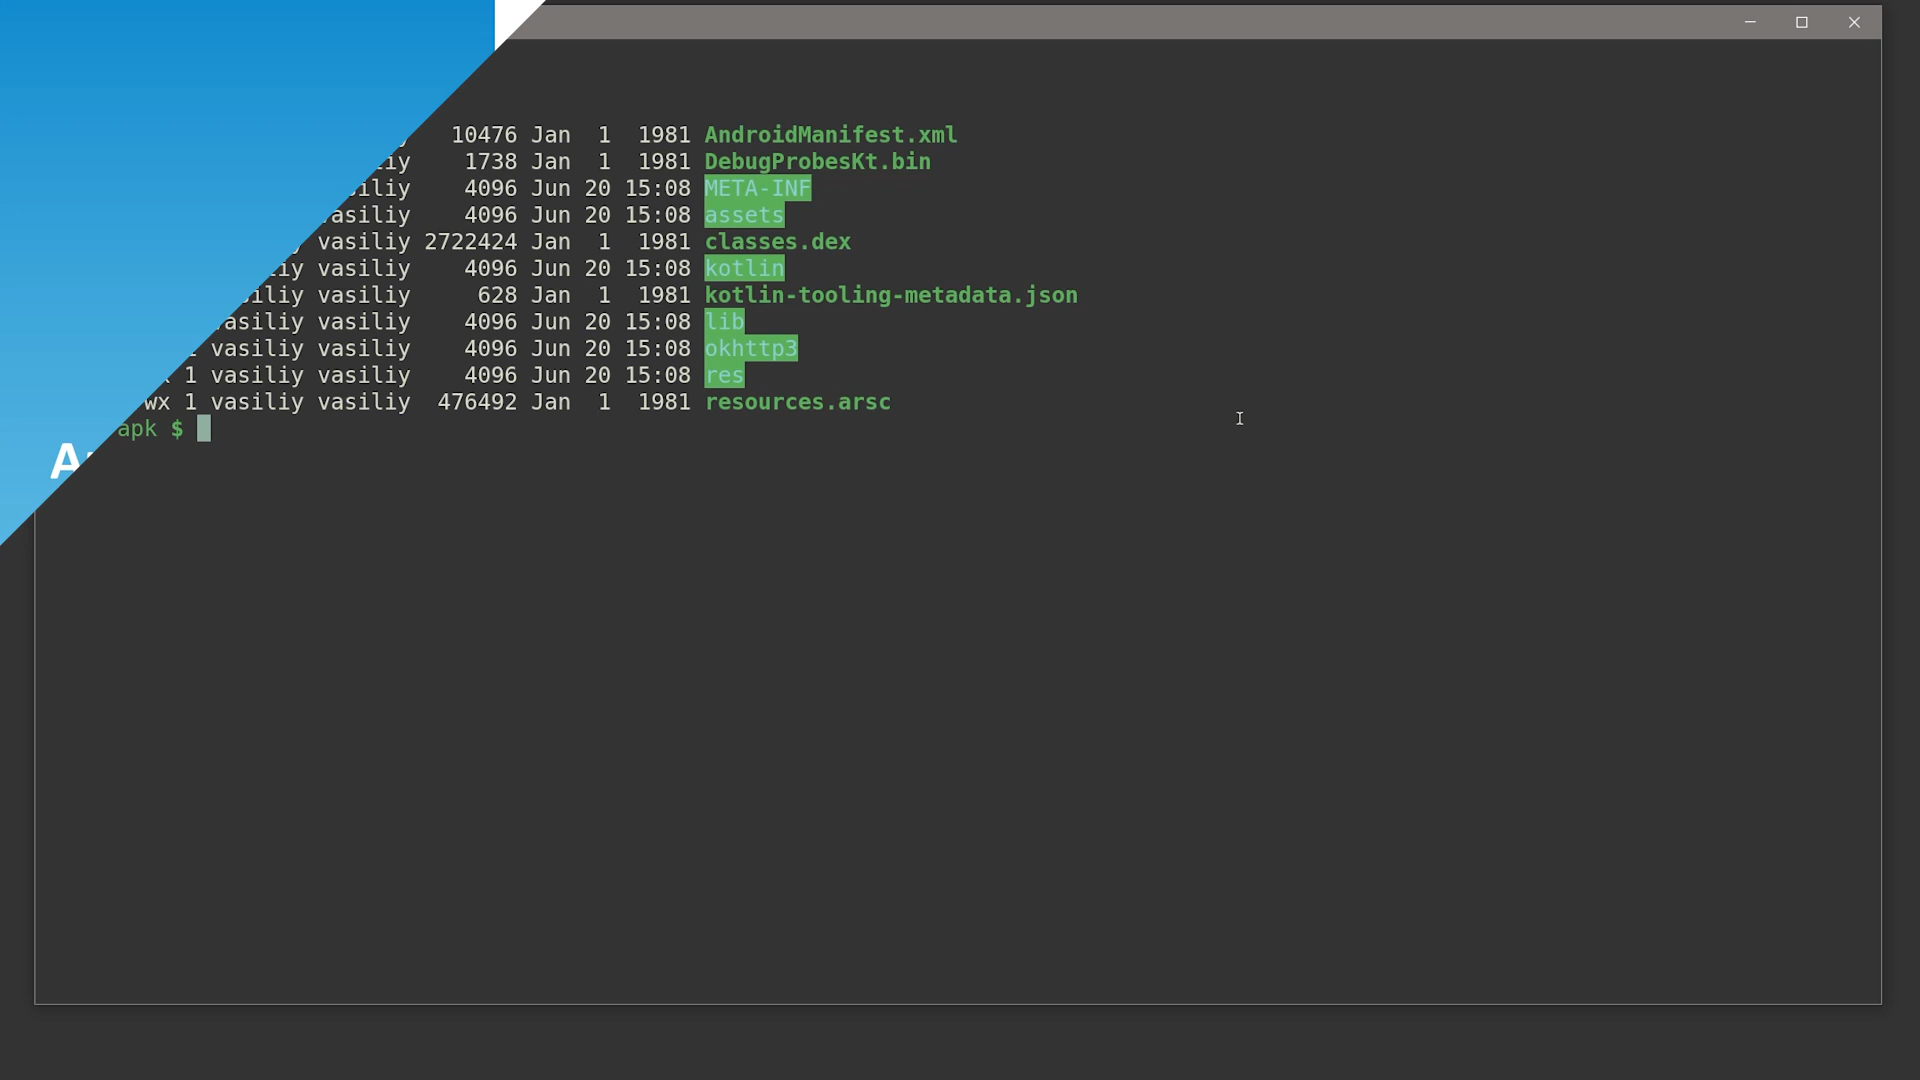 10476 Jan 1 1981 AndroidManifest.xml
1738 Jan 1 1981 DebugProbesKt.bin
4096 Jun 20 15:08 META-INF
4096 Jun 20 15:08 assets
vasiliy 2722424 Jan 1 1981 classes.dex
vasiliy 4096 Jun 20 15:08 kotlin
vasiliy 628 Jan 1 1981 kotlin-tooling-metadata.json
vasiliy vasiliy 4096 Jun 20 15:08 lib
vasiliy vasiliy 4096 Jun 20 15:08 okhttp3
1 vasiliy vasiliy 4096 Jun 20 15:08 res
wx 1 vasiliy vasiliy 476492 Jan 1 1981 resources.arsc
apk $